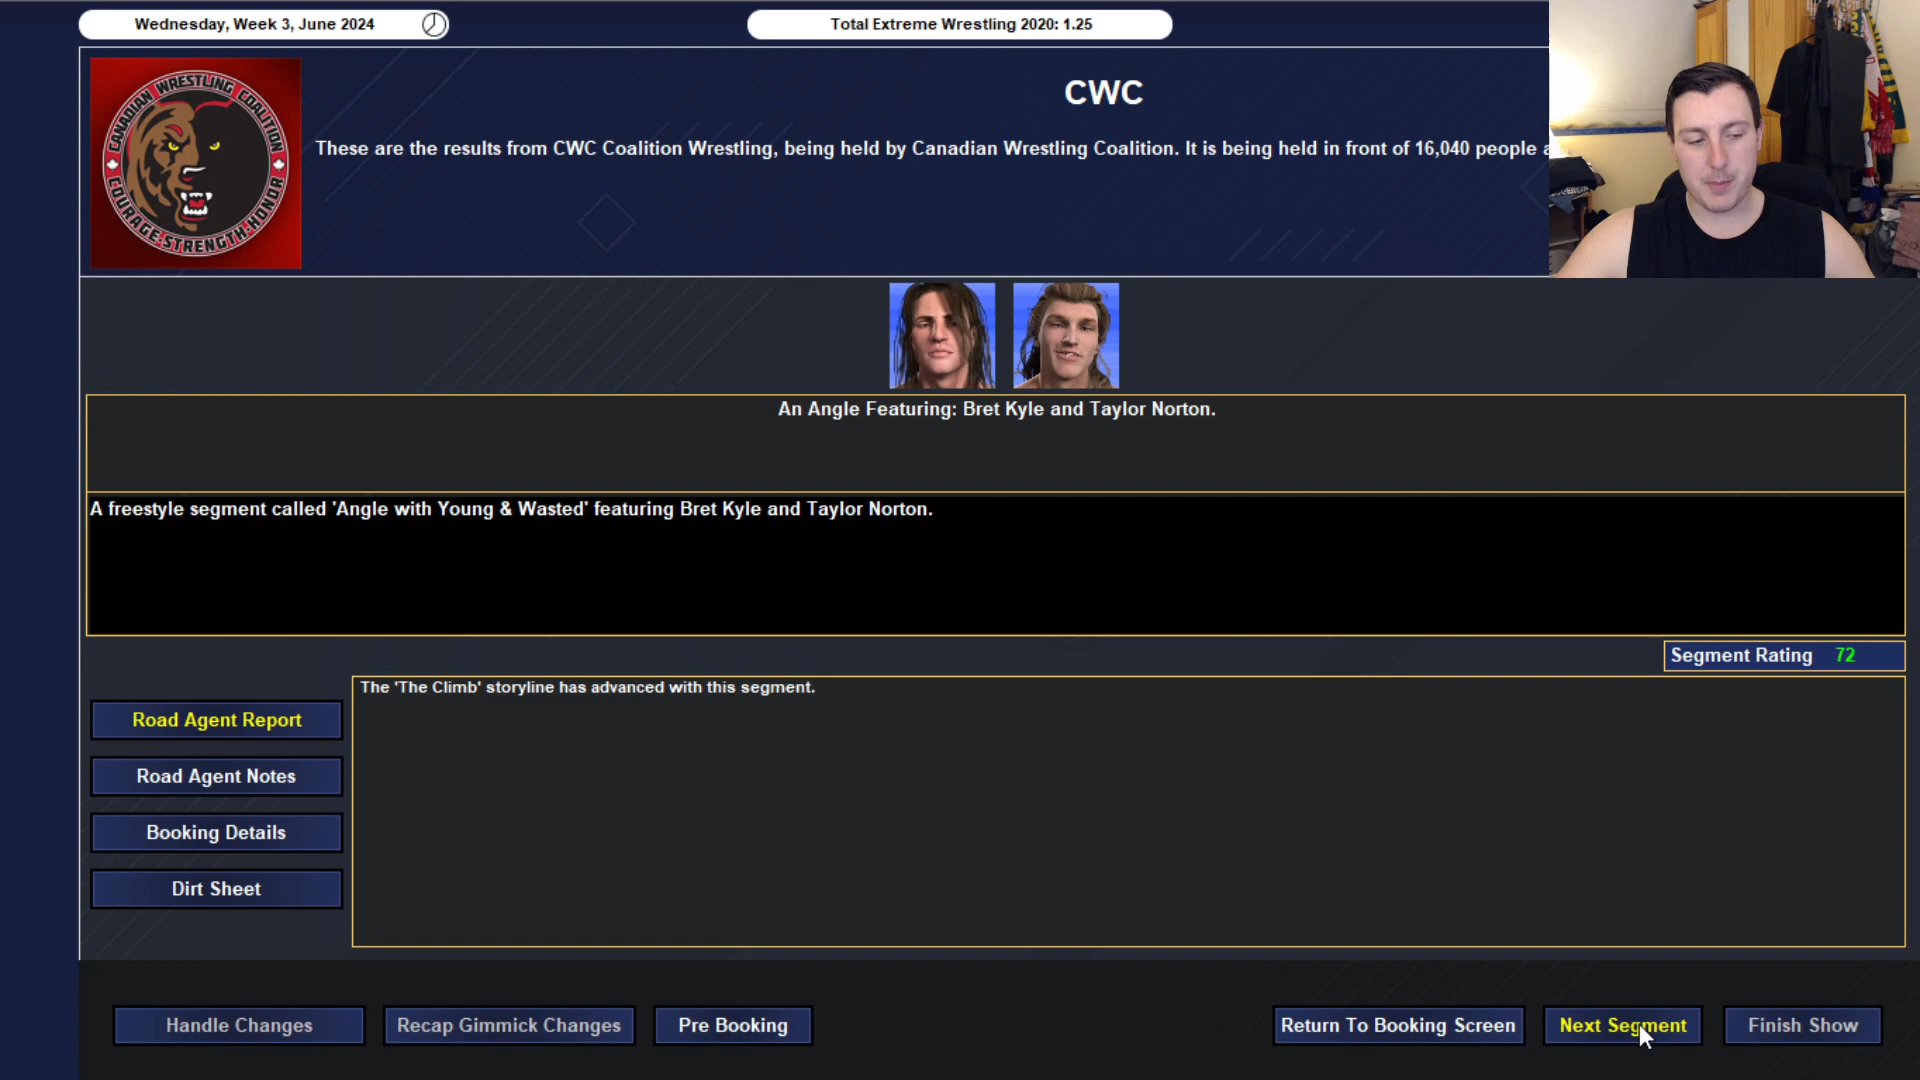 Wednesday, Week 3, June 2024
Total Extreme Wrestling 2020: 1.25
CANADIAN WRESTLING COALITION
COURAGE·STRENGTH·HONOR
CWC
These are the results from CWC Coalition Wrestling, being held by Canadian Wrestling Coalition. It is being held in front of 16,040 people
An Angle Featuring: Bret Kyle and Taylor Norton.
A freestyle segment called 'Angle with Young & Wasted' featuring Bret Kyle and Taylor Norton.
Segment Rating 72
The 'The Climb' storyline has advanced with this segment.
Road Agent Report
Road Agent Notes
Booking Details
Dirt Sheet
Handle Changes
Recap Gimmick Changes
Pre Booking
Return To Booking Screen
Next Segment
Finish Show